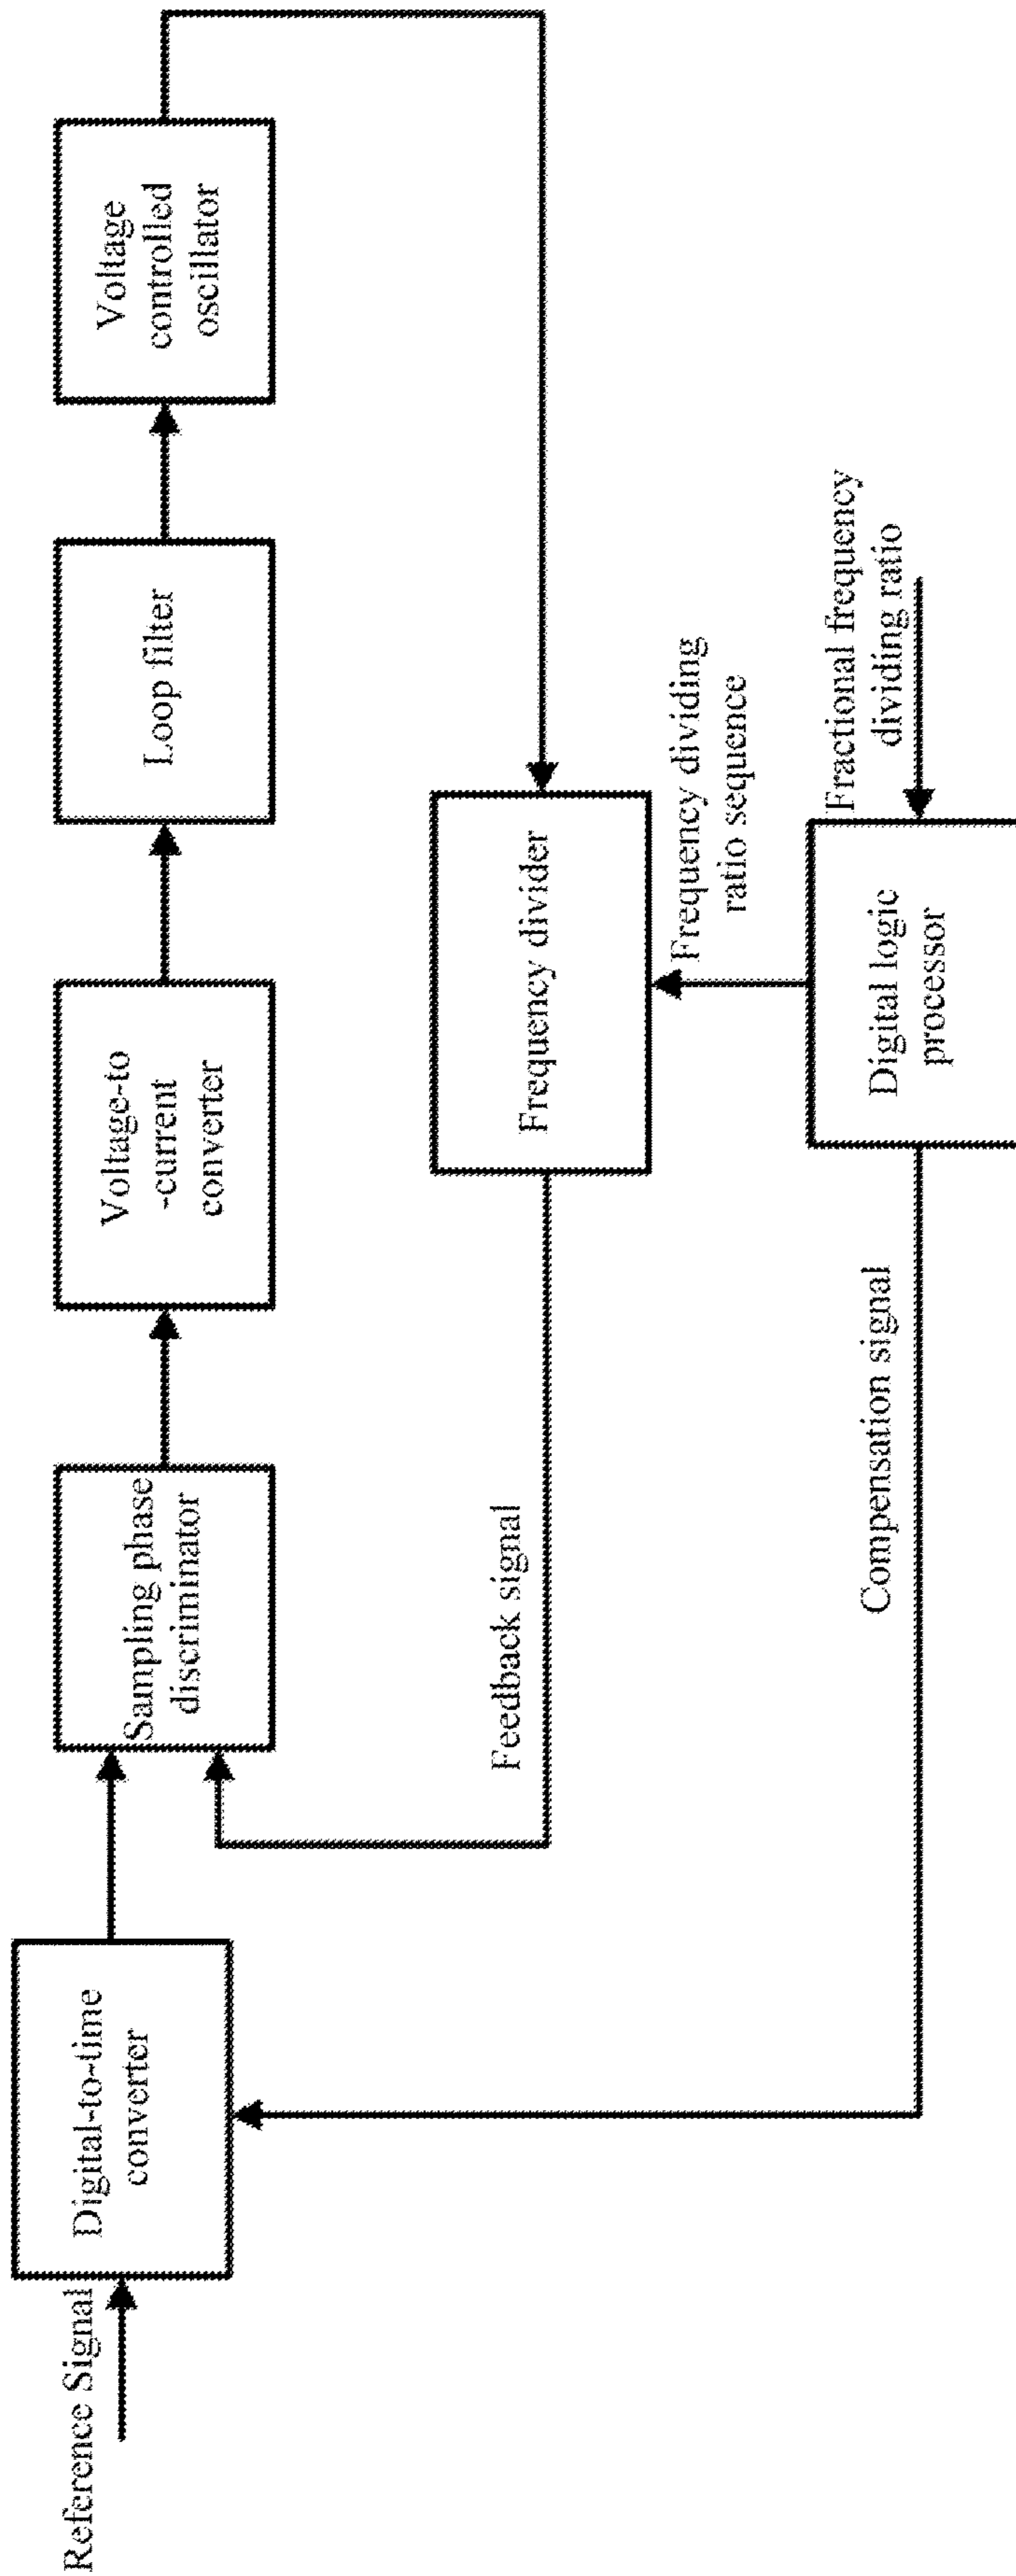 Reference Signal
Digital-to-time
converter
Sampling phase
discriminator
Voltage-to
-current
converter
Loop filter
Voltage
controlled
oscillator
Feedback signal
Frequency divider
Frequency dividing
ratio sequence
Compensation signal
Digital logic
processor
Fractional frequency
dividing ratio